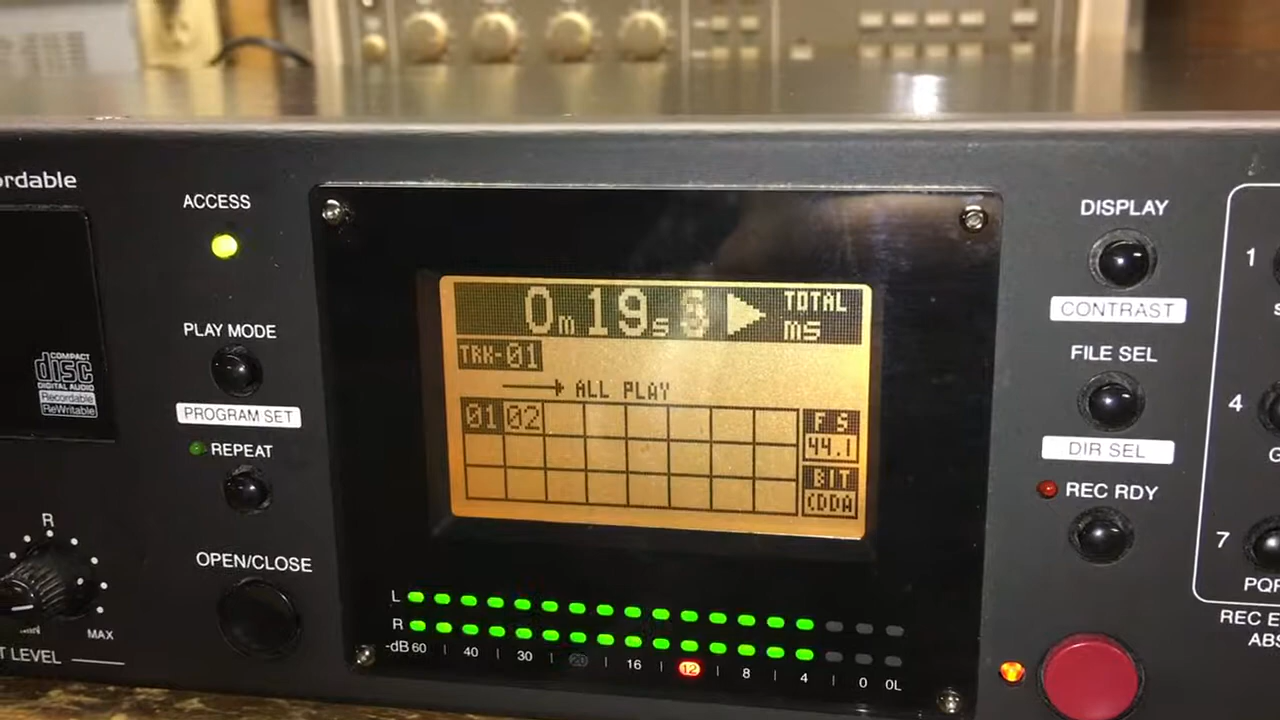 ordable
ACCESS
PLAY MODE
PROGRAM SET
REPEAT
OPEN/CLOSE
COMPACT
disc
DIGITAL AUDIO
Recordable
ReWritable
R
MAX
LEVEL
0m 19s
TOTAL
ms
TRK-01
ALL PLAY
01 02
FS
44.1
BIT
CDDA
L
R
-dB 60 40 30 20 16 12 8 4 0 0L
DISPLAY
CONTRAST
FILE SEL
DIR SEL
REC RDY
1
4
7
REC